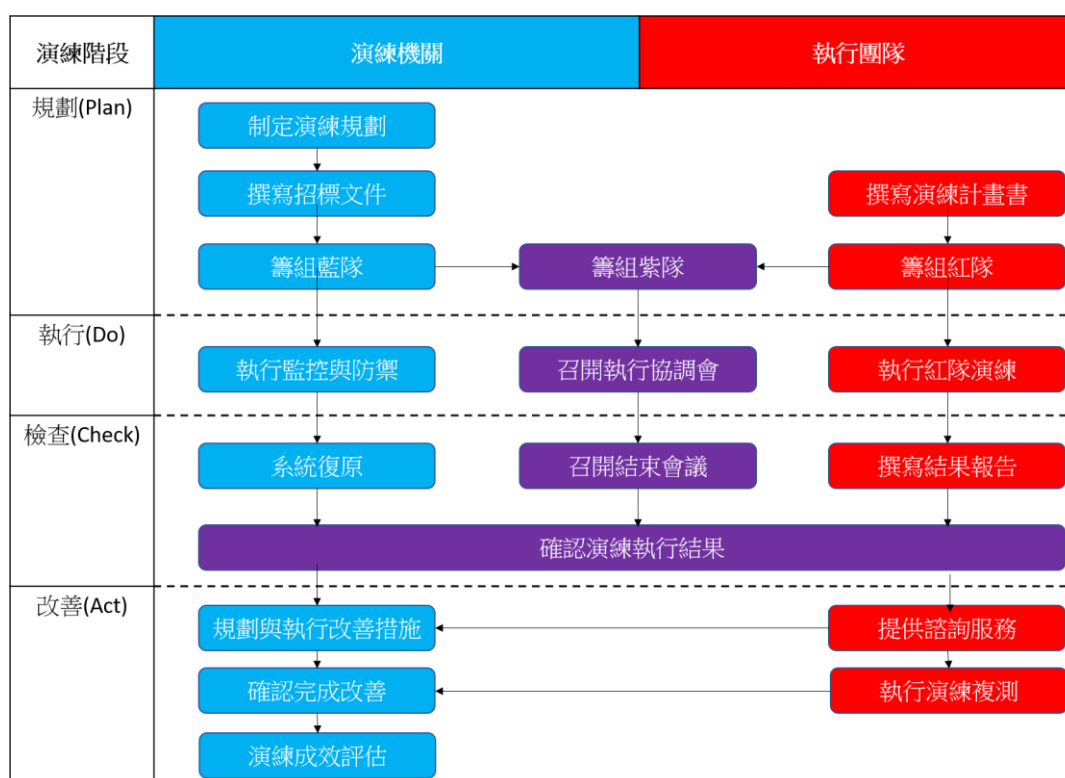 演練階段
演練機關
執行團隊
規劃(Plan)
制定演練規劃
撰寫招標文件
撰寫演練計畫書
籌組藍隊
籌組紫隊
籌組紅隊
執行(Do)
執行監控與防禦
召開執行協調會
執行紅隊演練
檢查(Check)
系統復原
召開結束會議
撰寫結果報告
確認演練執行結果
改善(Act)
規劃與執行改善措施
提供諮詢服務
確認完成改善
執行演練複測
演練成效評估